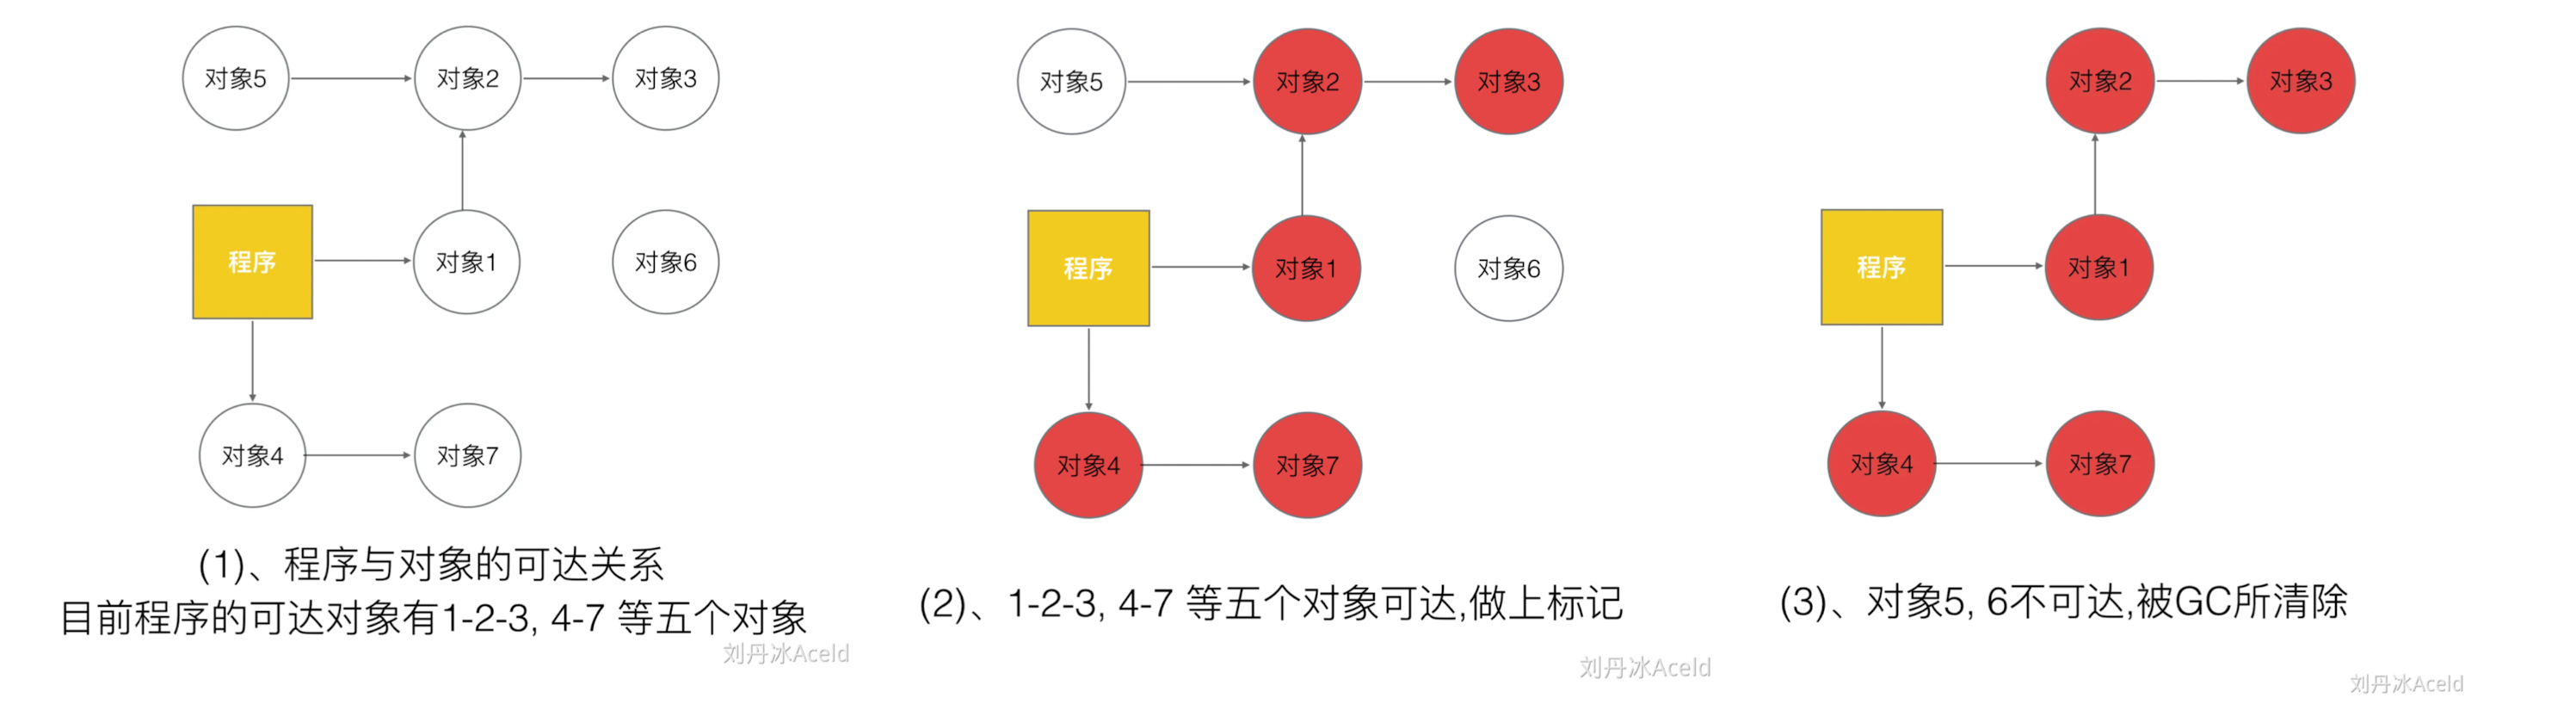 对象5
对象2
对象3
程序
对象1
对象6
对象4
对象7
(1)、程序与对象的可达关系
目前程序的可达对象有1-2-3, 4-7 等五个对象
刘丹冰Aceld
对象5
对象2
对象3
程序
对象1
对象6
对象4
对象7
(2)、1-2-3, 4-7 等五个对象可达,做上标记
刘丹冰Aceld
对象2
对象3
程序
对象1
对象4
对象7
(3)、对象5, 6不可达,被GC所清除
刘丹冰Aceld